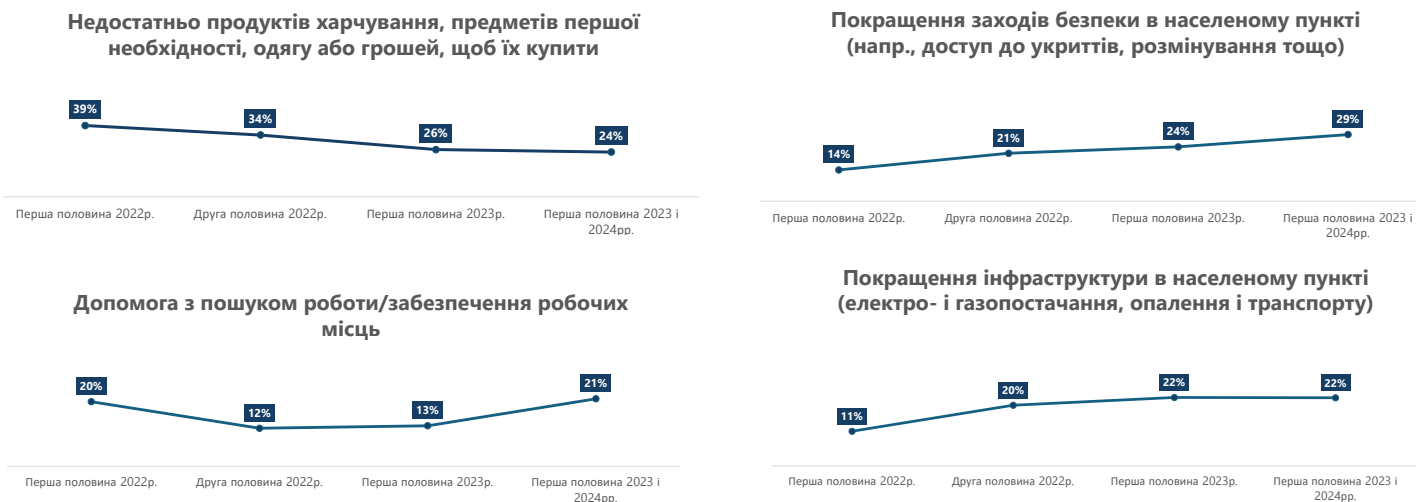 Недостатньо продуктів харчування, предметів першої
необхідності, одягу або грошей, щоб їх купити
39%
34%
26%
24%
Перша половина 2022р.
Друга половина 2022р.
Перша половина 2023р.
Перша половина 2023 і
2024рр.
Покращення заходів безпеки в населеному пункті
(напр., доступ до укриттів, розмінування тощо)
14%
21%
24%
29%
Перша половина 2022р.
Друга половина 2022р.
Перша половина 2023р.
Перша половина 2023 і
2024рр.
Допомога з пошуком роботи/забезпечення робочих
місць
20%
12%
13%
21%
Перша половина 2022р.
Друга половина 2022р.
Перша половина 2023р.
Перша половина 2023 і
2024рр.
Покращення інфраструктури в населеному пункті
(електро- і газопостачання, опалення і транспорту)
11%
20%
22%
22%
Перша половина 2022р.
Друга половина 2022р.
Перша половина 2023р.
Перша половина 2023 і
2024рр.